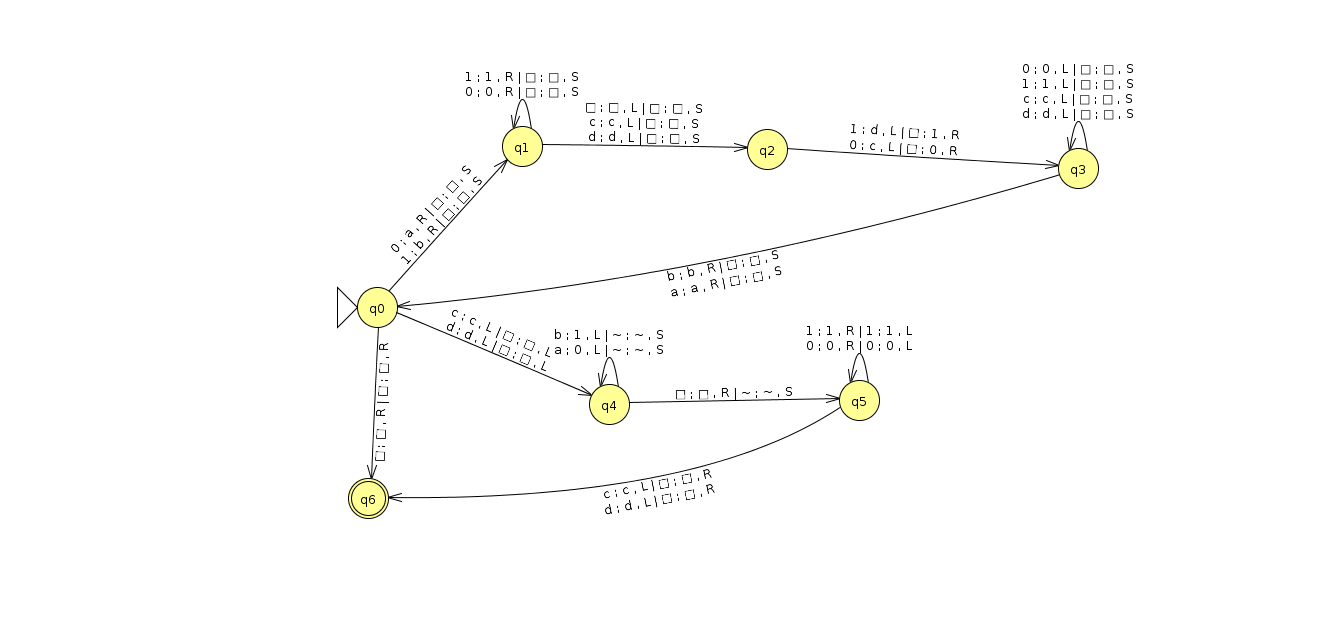 0 ; 0 , L | □ ; □ , S
1 ; 1 , L | □ ; □ , S
c ; c , L | □ ; □ , S
d ; d , L | □ ; □ , S
1 ; 1 , R | □ ; □ , S
0 ; 0 , R | □ ; □ , S
□ ; □ , L | □ ; □ , S
c ; c , L | □ ; □ , S
d ; d , L | □ ; □ , S
1 ; d , L | □ ; 1 , R
0 ; c , L | □ ; 0 , R
q1
q2
q3
0 ; a , R | □ ; □ , S
1 ; b , R | □ ; □ , S
b ; b , R | □ ; □ , S
a ; a , R | □ ; □ , S
q0
c ; c , L | □ ; □ , L
d ; d , L | □ ; □ , L
b ; 1 , L | ~ ; ~ , S
a ; 0 , L | ~ ; ~ , S
1 ; 1 , R | 1 ; 1 , L
0 ; 0 , R | 0 ; 0 , L
□ ; □ , R | □ ; □ , R
□ ; □ , R | ~ ; ~ , S
q4
q5
c ; c , L | □ ; □ , R
d ; d , L | □ ; □ , R
q6